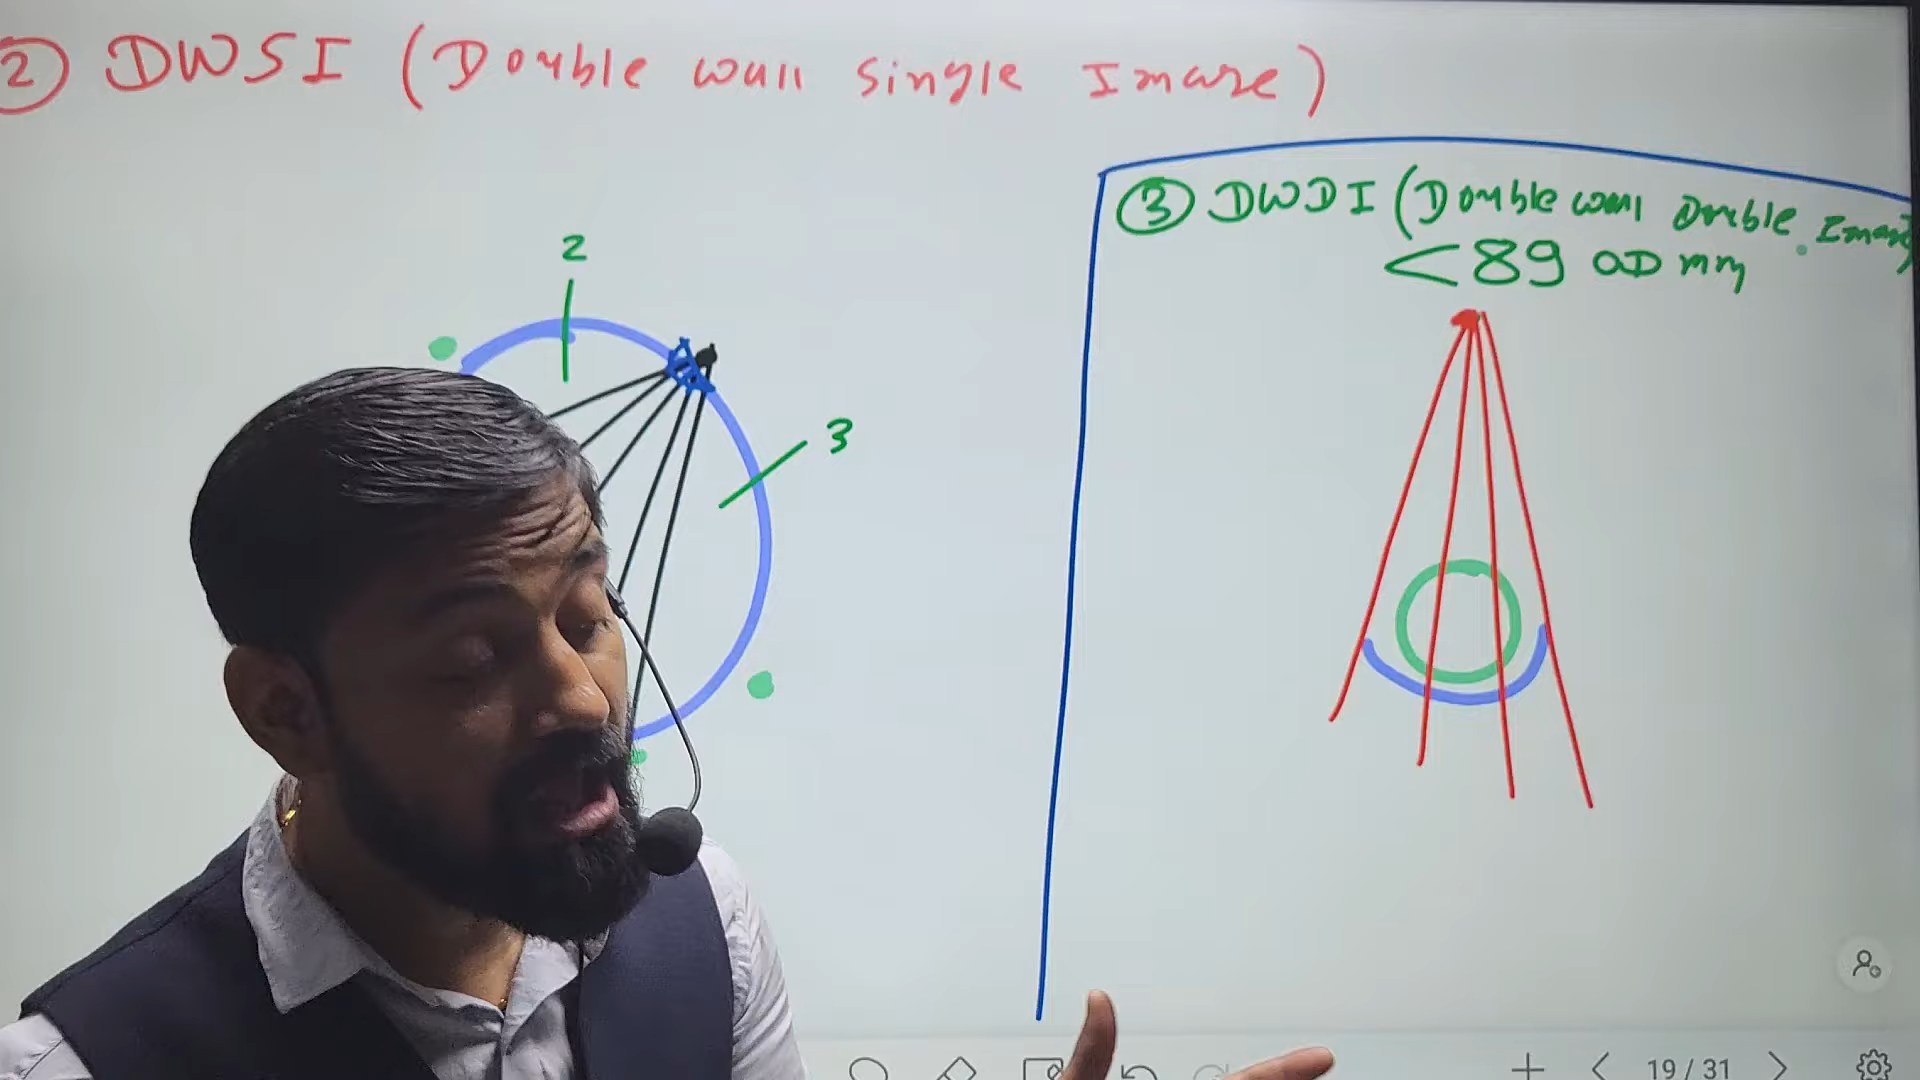 ② DWSI (Double wall Single Image)
③ DWDI (Double wall Double Image)
<89 OD mm
2
3
19/31